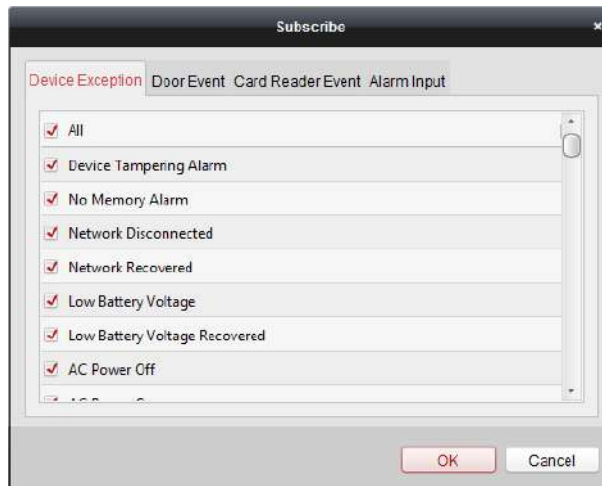 Subscribe
Device Exception Door Event Card Reader Event Alarm Input
All
Device Tampering Alarm
No Memory Alarm
Network Disconnected
Network Recovered
Low Battery Voltage
Low Battery Voltage Recovered
AC Power Off
OK Cancel